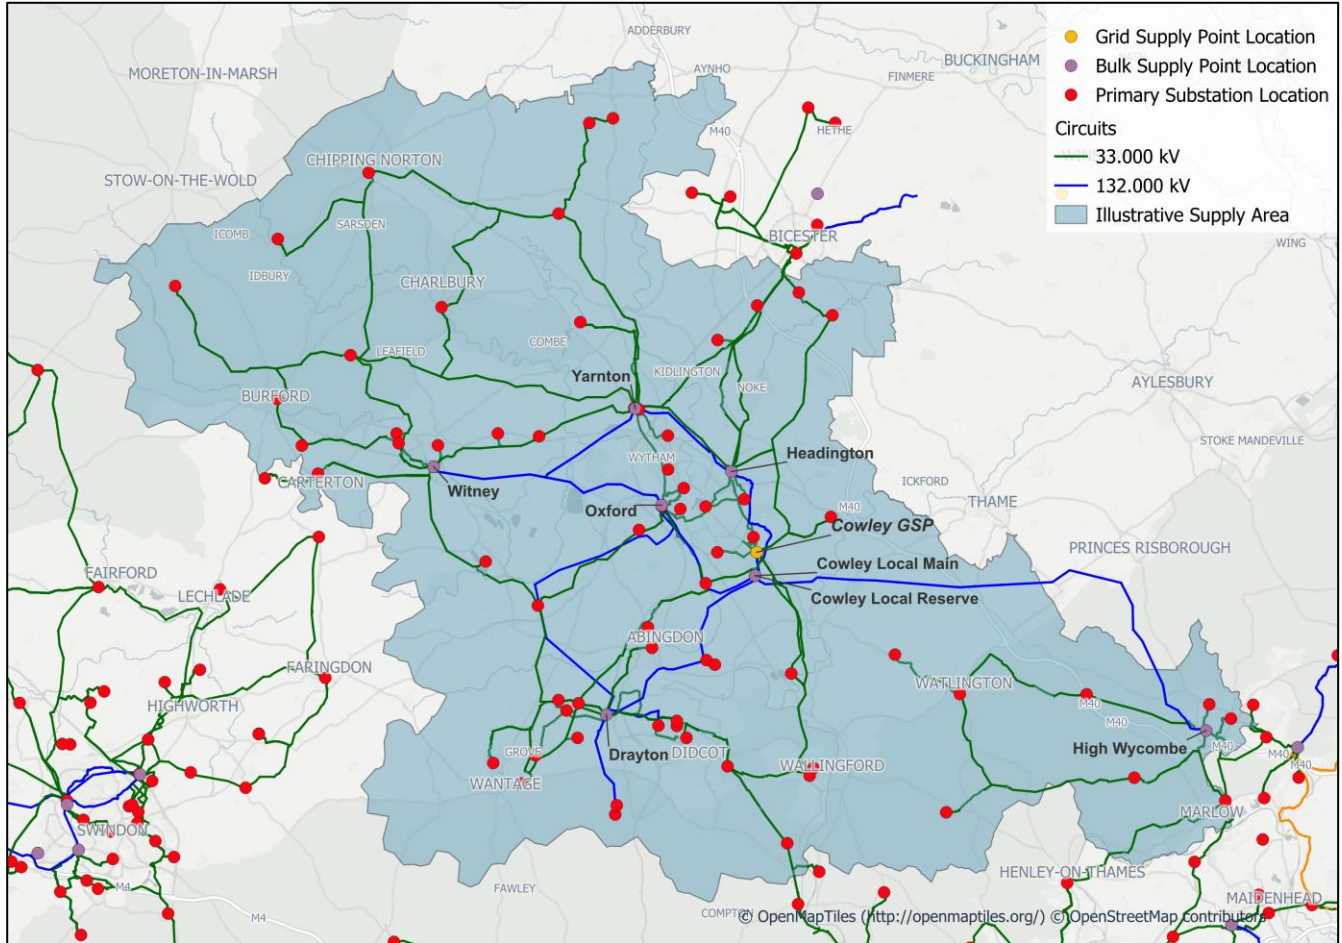 ADDERBURY
MORETON-IN-MARSH
AYNHO
BUCKINGHAM
FINMERE
Grid Supply Point Location
Bulk Supply Point Location
Primary Substation Location
Circuits
33.000 kV
132.000 kV
Illustrative Supply Area
M40
HETHE
CHIPPING NORTON
STOW-ON-THE-WOLD
SARSDEN
ICOMB
IDBURY
BICESTER
WING
CHARLBURY
LEAFIELD
COMBE
KIDLINGTON
NOKE
Yarnton
AYLESBURY
BURFORD
STOKE MANDEVILLE
WYTHAM
Headington
CARTERTON
Witney
Oxford
ICKFORD
THAME
M40
Cowley GSP
PRINCES RISBOROUGH
Cowley Local Main
Cowley Local Reserve
FAIRFORD
LECHLADE
ABINGDON
FARINGDON
HIGHWORTH
WATLINGTON
M40
M40
High Wycombe
M40
M40
M40
GROVE
Drayton
DIDCOT
WANTAGE
WALLINGFORD
MARLOW
SWINDON
HENLEY-ON-THAMES
M4
FAWLEY
COMPTON
MAIDENHEAD
M4
© OpenMapTiles (http://openmaptiles.org/) © OpenStreetMap contributors